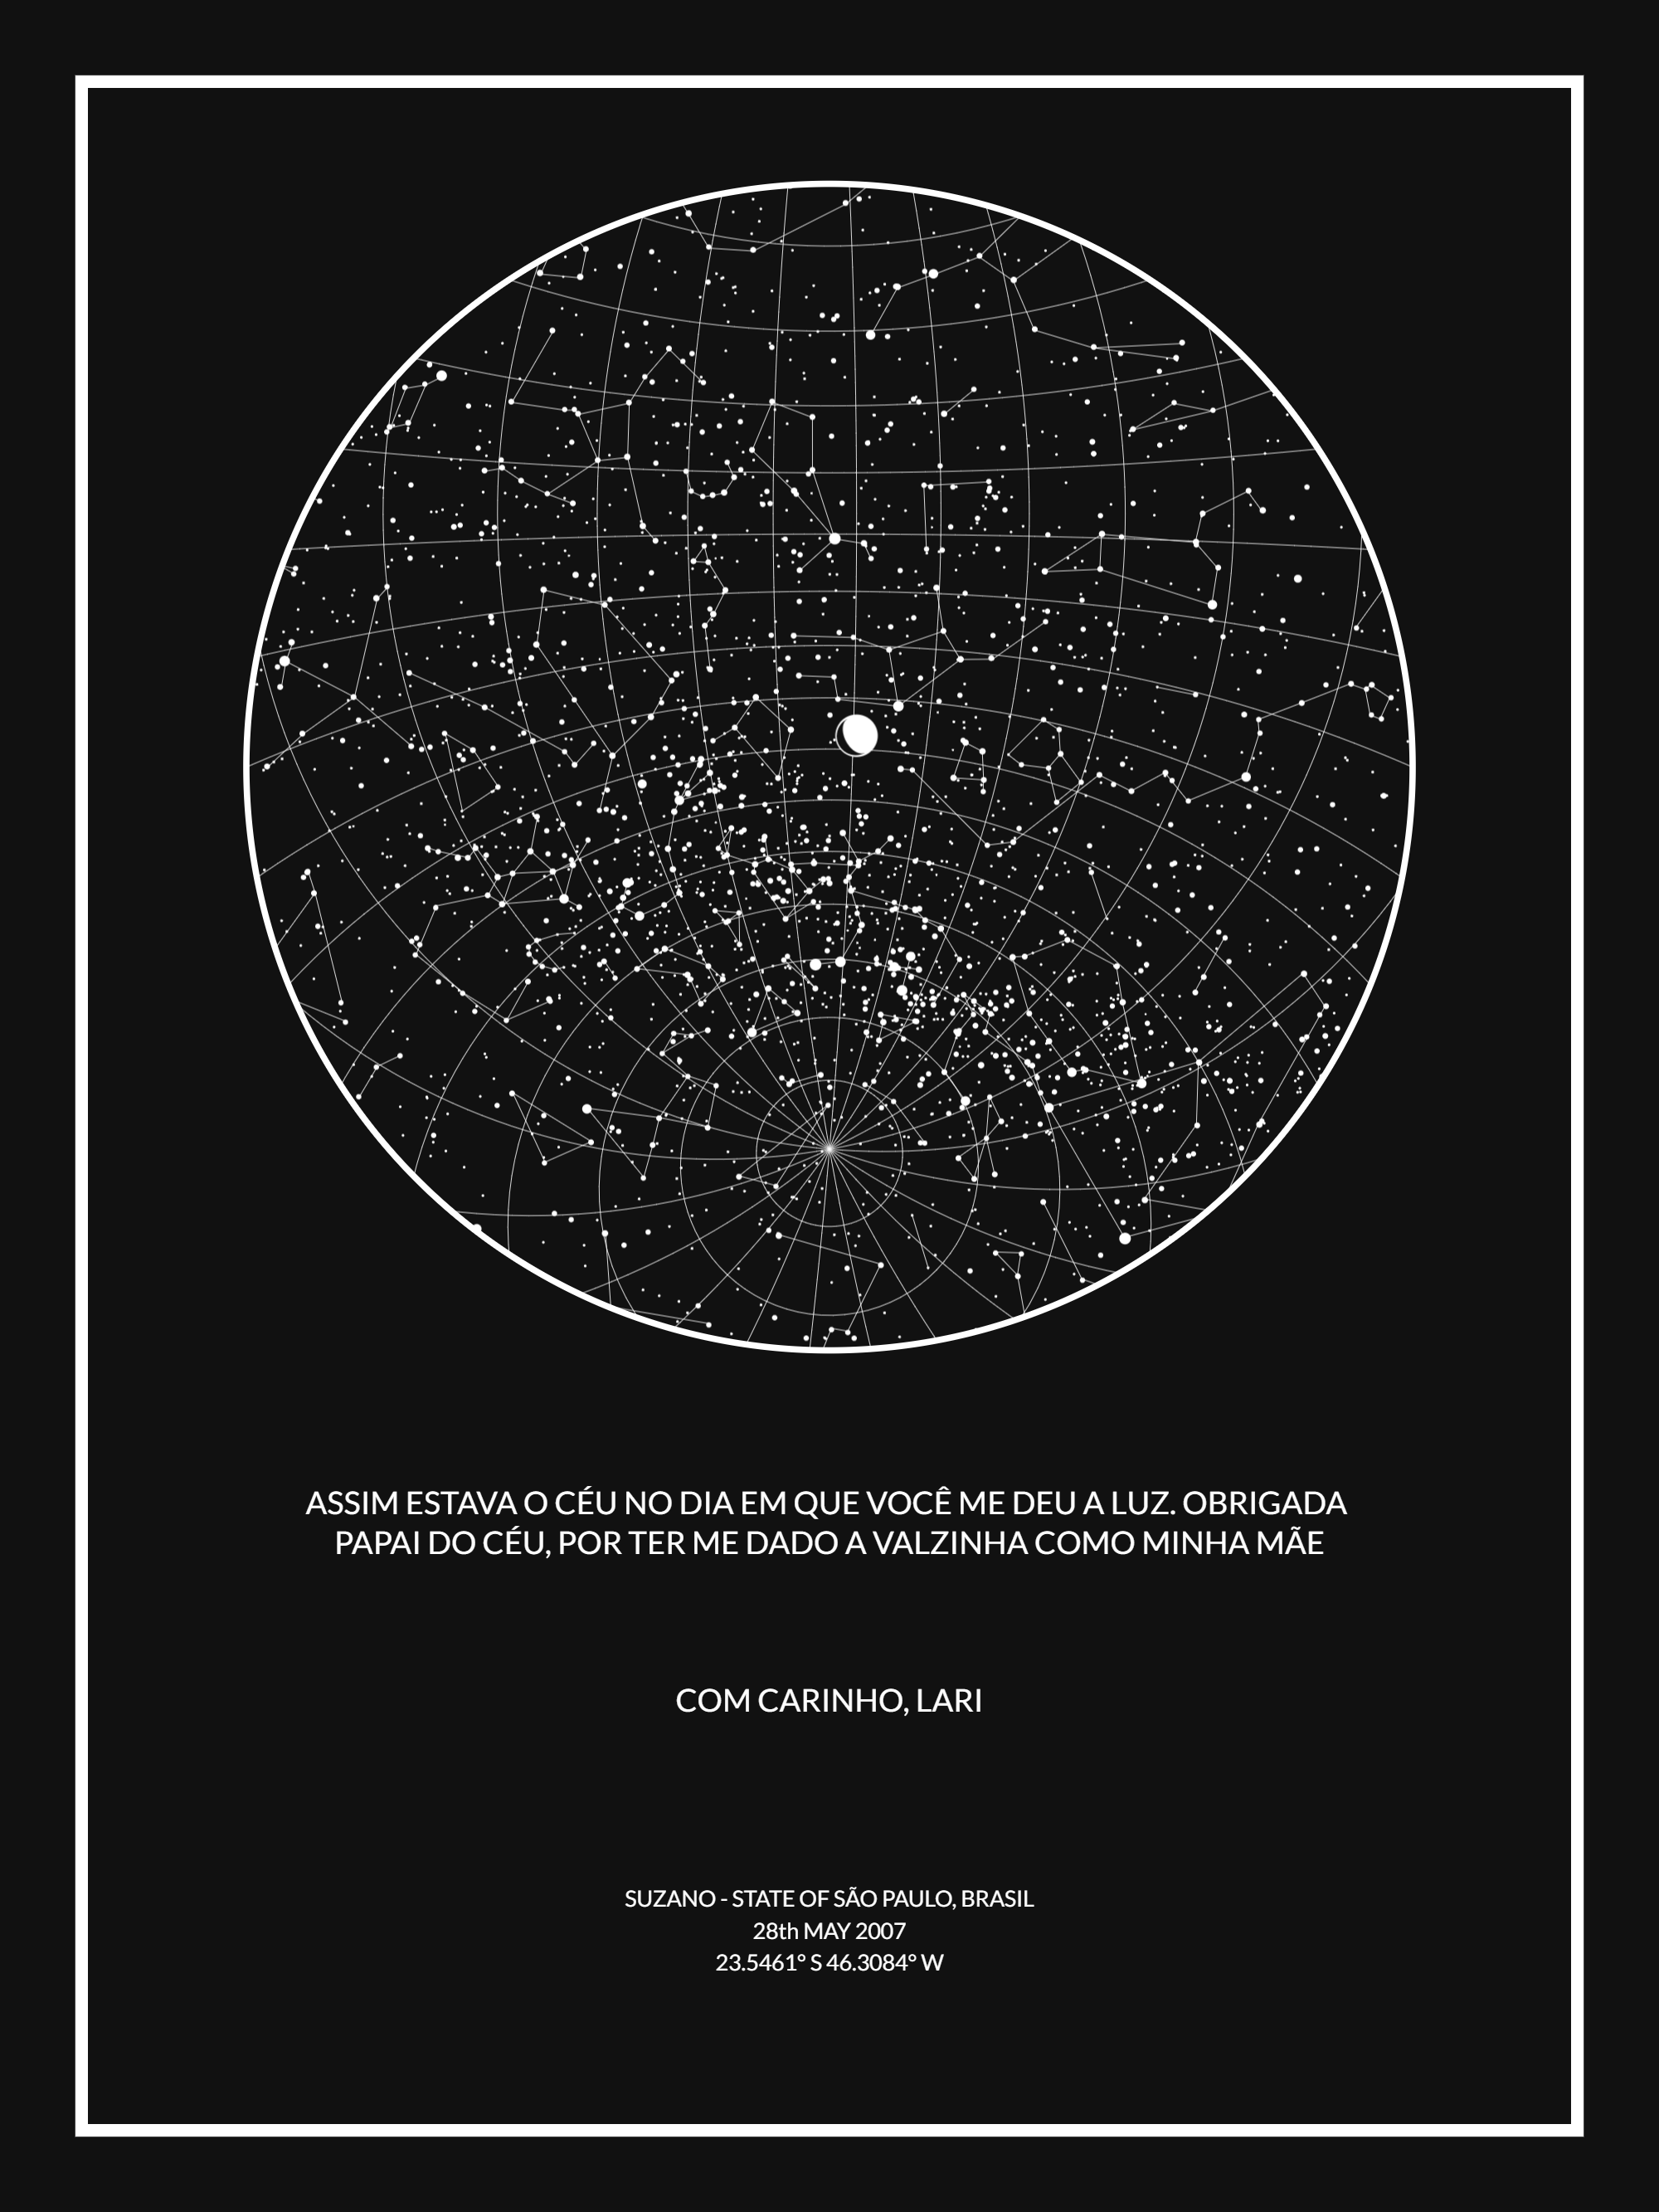 ASSIM ESTAVA O CÉU NO DIA EM QUE VOCÊ ME DEU A LUZ. OBRIGADA
PAPAI DO CÉU, POR TER ME DADO A VALZINHA COMO MINHA MÃE
COM CARINHO, LARI
SUZANO - STATE OF SÃO PAULO, BRASIL
28th MAY 2007
23.5461° S 46.3084° W